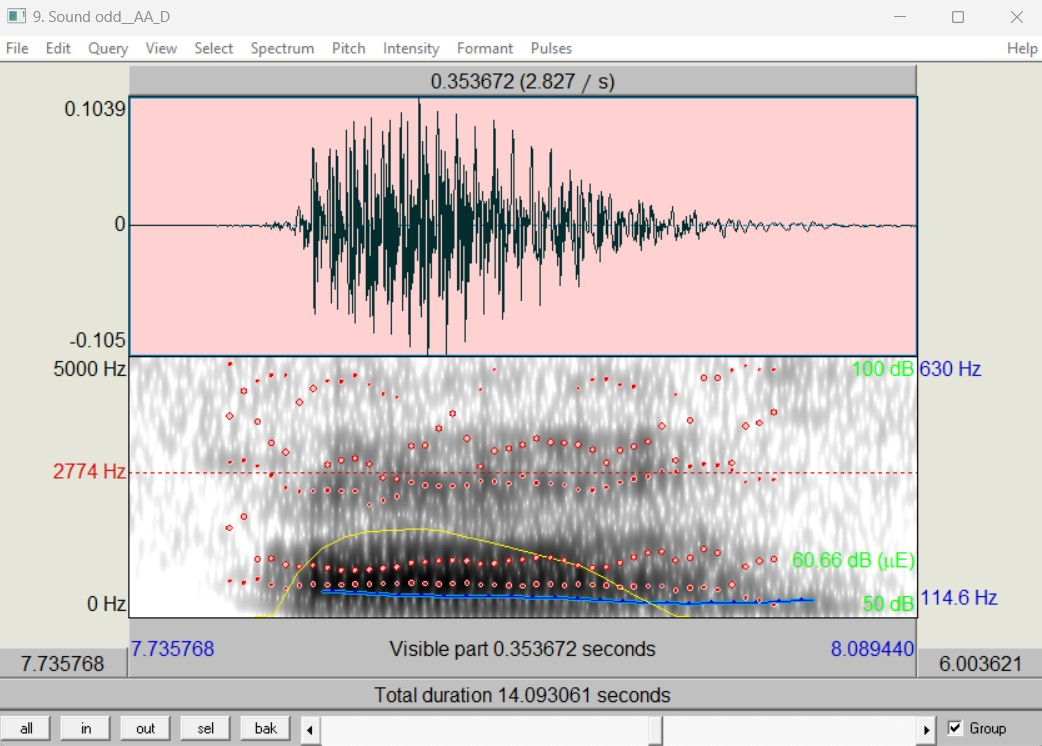 9. Sound odd__AA_D
File Edit Query View Select Spectrum Pitch Intensity Formant Pulses Help
0.353672 (2.827 / s)
0.1039
0
-0.105
5000 Hz 100 dB 630 Hz
2774 Hz
60.66 dB (µE)
0 Hz 50 dB 114.6 Hz
7.735768 Visible part 0.353672 seconds 8.089440
7.735768 6.003621
Total duration 14.093061 seconds
all in out sel bak Group